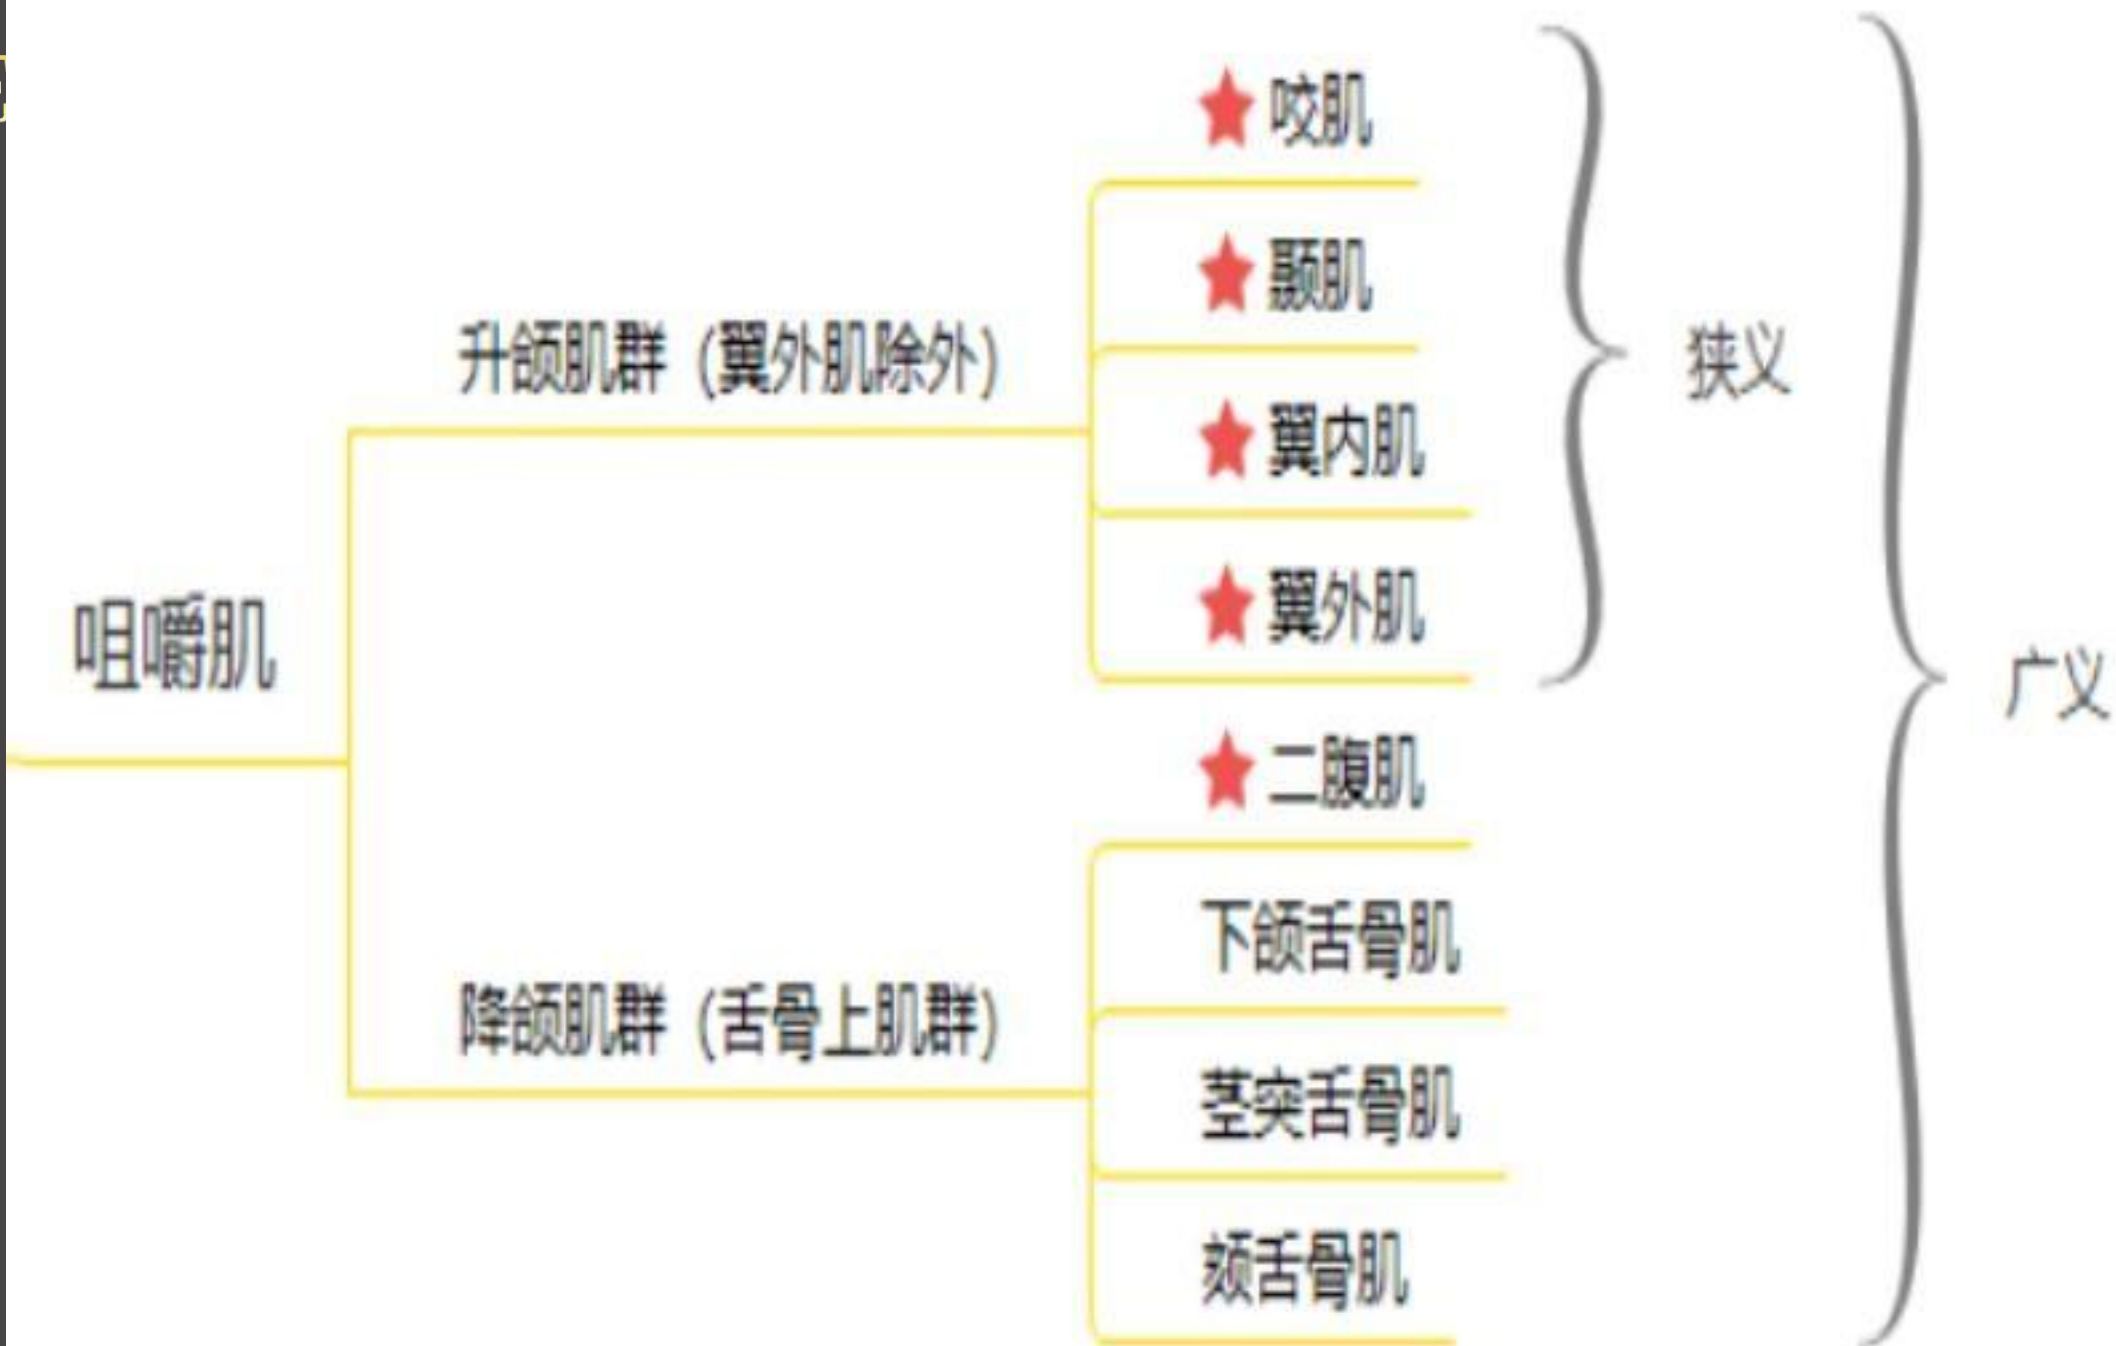 咀嚼肌
升颌肌群（翼外肌除外）
咬肌
颞肌
翼内肌
翼外肌
狭义
降颌肌群（舌骨上肌群）
二腹肌
下颌舌骨肌
茎突舌骨肌
颏舌骨肌
广义